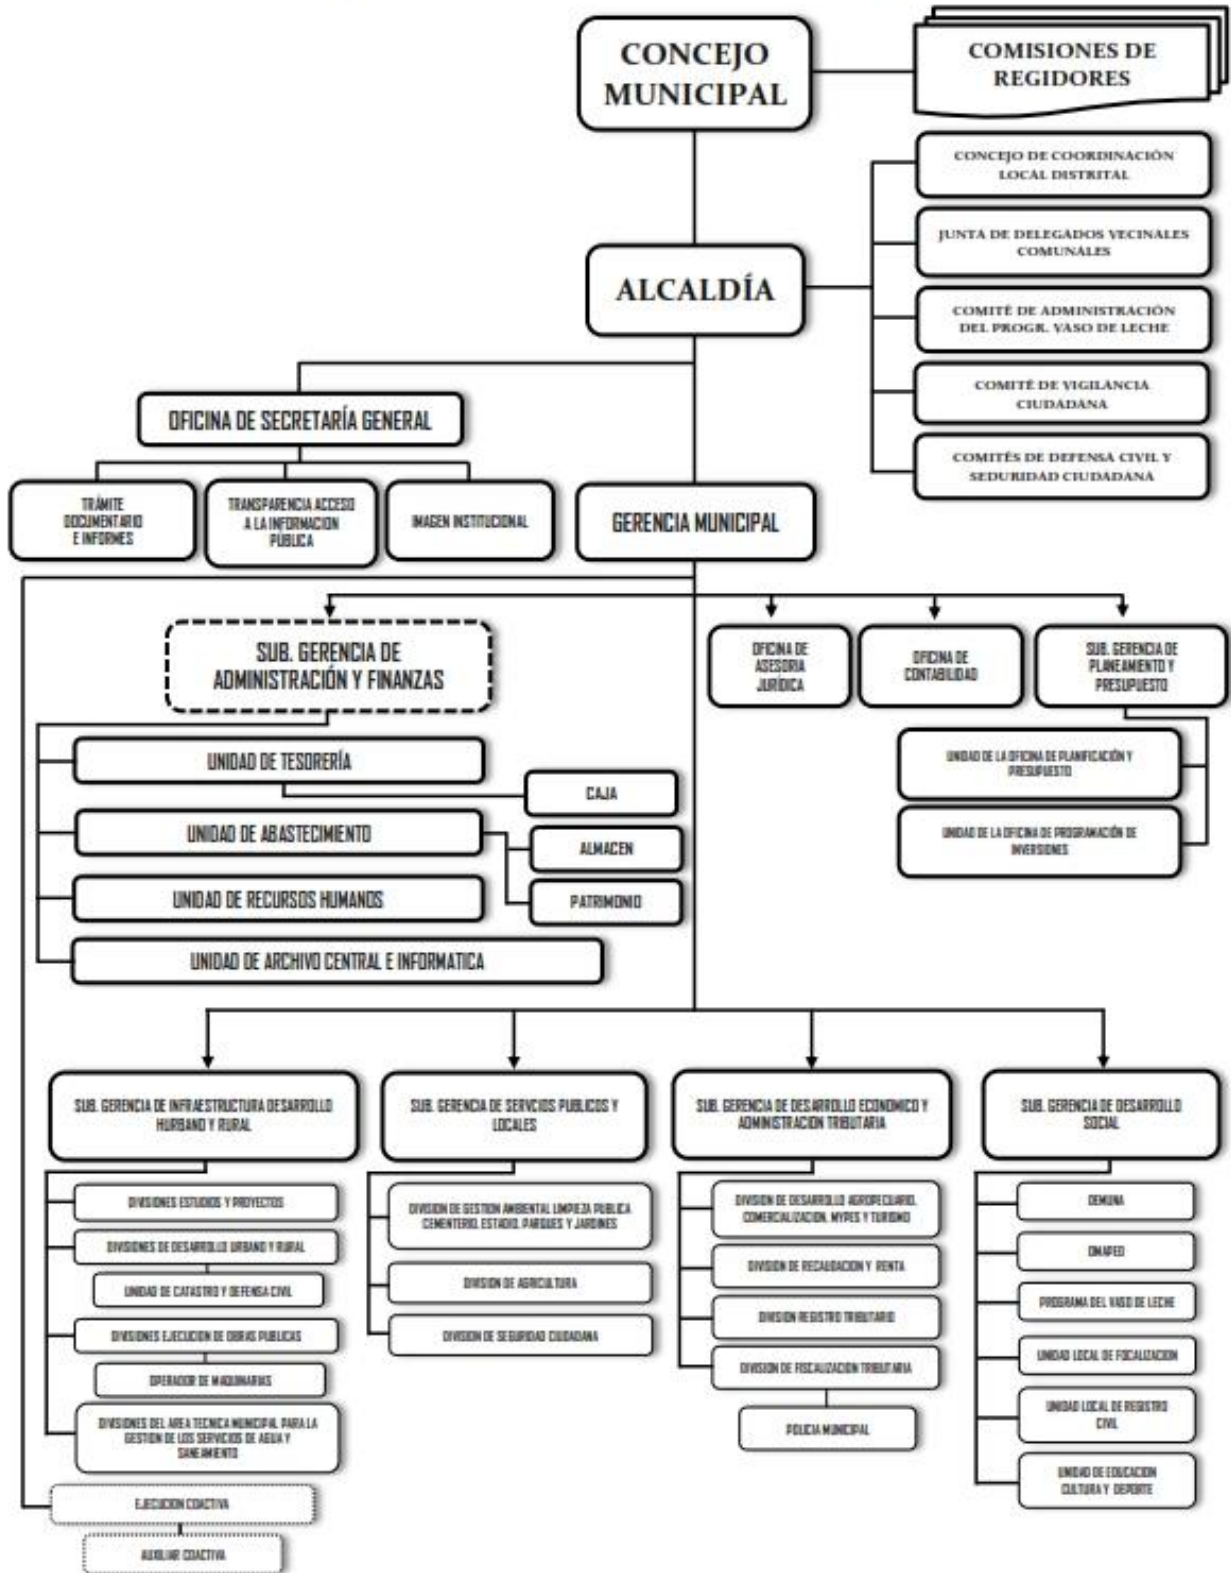 CONCEJO
MUNICIPAL
COMISIONES DE
REGIDORES
CONCEJO DE COORDINACIÓN
LOCAL DISTRITAL
JUNTA DE DELEGADOS VECINALES
COMUNALES
ALCALDÍA
COMITÉ DE ADMINISTRACIÓN
DEL PROGR. VASO DE LECHE
COMITÉ DE VIGILANCIA
CIUDADANA
COMITÉS DE DEFENSA CIVIL Y
SEDURIDAD CIUDADANA
OFICINA DE SECRETARÍA GENERAL
TRÁMITE
DOCUMENTARIO
E INFORMES
TRANSPARENCIA ACCESO
A LA INFORMACION
PÚBLICA
IMAGEN INSTITUCIONAL
GERENCIA MUNICIPAL
SUB. GERENCIA DE
ADMINISTRACIÓN Y FINANZAS
OFICINA DE
ASESORIA
JURÍDICA
OFICINA DE
CONTABILIDAD
SUB. GERENCIA DE
PLANEAMIENTO Y
PRESUPUESTO
UNIDAD DE TESORERÍA
CAJA
UNIDAD DE ABASTECIMIENTO
ALMACEN
PATRIMONIO
UNIDAD DE RECURSOS HUMANOS
UNIDAD DE ARCHIVO CENTRAL E INFORMATICA
UNIDAD DE LA OFICINA DE PLANIFICACIÓN Y
PRESUPUESTO
UNIDAD DE LA OFICINA DE PROGRAMACIÓN DE
INVERSIONES
SUB. GERENCIA DE INFRAESTRUCTURA DESARROLLO
HURBANO Y RURAL
DIVISIONES ESTUDIOS Y PROYECTOS
DIVISIONES DE DESARROLLO URBANO Y RURAL
UNIDAD DE CATASTRO Y DEFENSA CIVIL
DIVISIONES EJECUCION DE OBRAS PUBLICAS
OPERADOR DE MAQUINARIAS
DIVISIONES DEL AREA TECNICA MUNICIPAL PARA LA
GESTION DE LOS SERVICIOS DE AGUA Y
SANEAMIENTO
EJECUCION COACTIVA
AUXILIAR COACTIVA
SUB. GERENCIA DE SERVCIOS PUBLICOS Y
LOCALES
DIVISION DE GESTION AMBIENTAL LIMPIEZA PUBLICA
CEMENTERIO, ESTADIO, PARQUES Y JARDINES
DIVISION DE AGRICULTURA
DIVISION DE SEGURIDAD CIUDADANA
SUB. GERENCIA DE DESARROLLO ECONOMICO Y
ADMINISTRACION TRIBUTARIA
DIVISION DE DESARROLLO AGROPECUARIO,
COMERCIALIZACION, MYPES Y TURISMO
DIVISION DE RECAUDACION Y RENTA
DIVISION REGISTRO TRIBUTARIO
DIVISION DE FISCALIZACION TRIBUTARIA
POLICIA MUNICIPAL
SUB. GERENCIA DE DESARROLLO
SOCIAL
DEMUNA
OMAPED
PROGRAMA DEL VASO DE LECHE
UNIDAD LOCAL DE FOCALIZACION
UNIDAD LOCAL DE REGISTRO
CIVIL
UNIDAD DE EDUCACION
CULTURA Y DEPORTE